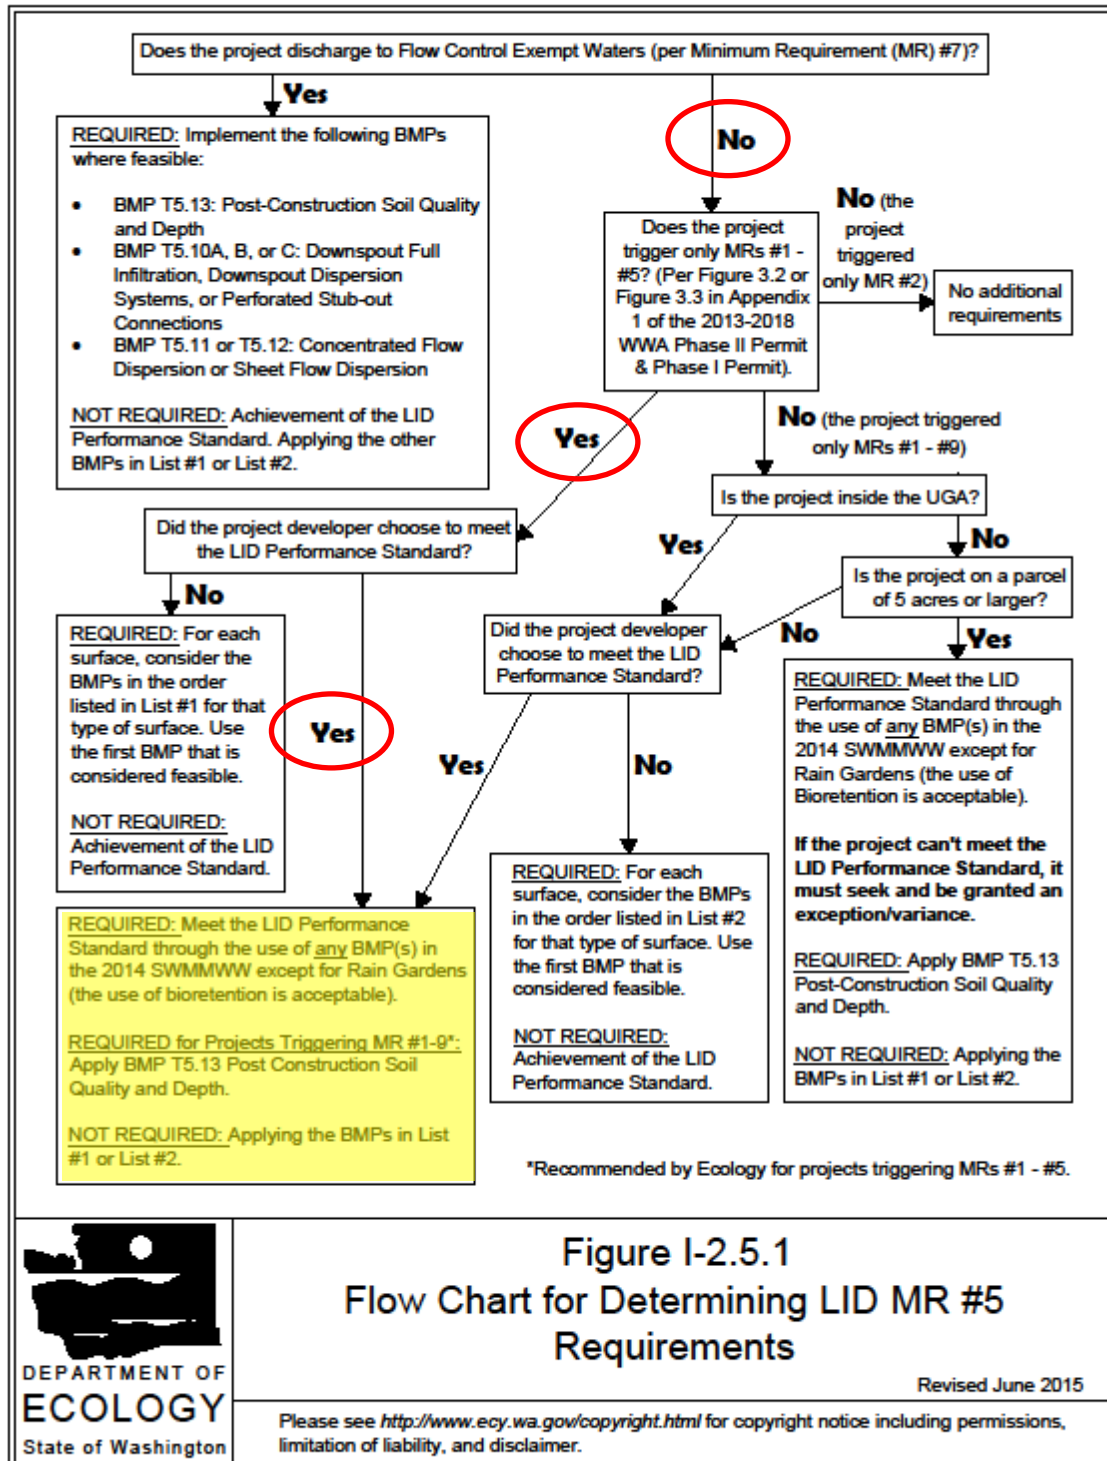 Does the project discharge to Flow Control Exempt Waters (per Minimum Requirement (MR) #7)?
Yes
No
REQUIRED: Implement the following BMPs
where feasible:
• BMP T5.13: Post-Construction Soil Quality
and Depth
• BMP T5.10A, B, or C: Downspout Full
Infiltration, Downspout Dispersion
Systems, or Perforated Stub-out
Connections
• BMP T5.11 or T5.12: Concentrated Flow
Dispersion or Sheet Flow Dispersion
NOT REQUIRED: Achievement of the LID
Performance Standard. Applying the other
BMPs in List #1 or List #2.
Does the project
trigger only MRs #1 -
#5? (Per Figure 3.2 or
Figure 3.3 in Appendix
1 of the 2013-2018
WWA Phase II Permit
& Phase I Permit).
No (the
project
triggered
only MR #2)
No additional
requirements
Yes
No (the project triggered
only MRs #1 - #9)
Is the project inside the UGA?
Did the project developer choose to meet
the LID Performance Standard?
Yes
No
Is the project on a parcel
of 5 acres or larger?
No
Did the project developer
choose to meet the LID
Performance Standard?
No
Yes
REQUIRED: For each
surface, consider the
BMPs in the order
listed in List #1 for that
type of surface. Use
the first BMP that is
considered feasible.
NOT REQUIRED:
Achievement of the LID
Performance Standard.
Yes
Yes
No
REQUIRED: Meet the LID
Performance Standard through
the use of any BMP(s) in the
2014 SWMMWW except for
Rain Gardens (the use of
Bioretention is acceptable).
If the project can't meet the
LID Performance Standard, it
must seek and be granted an
exception/variance.
REQUIRED: Apply BMP T5.13
Post-Construction Soil Quality
and Depth.
NOT REQUIRED: Applying the
BMPs in List #1 or List #2.
REQUIRED: For each
surface, consider the BMPs
in the order listed in List #2
for that type of surface. Use
the first BMP that is
considered feasible.
NOT REQUIRED:
Achievement of the LID
Performance Standard.
REQUIRED: Meet the LID Performance
Standard through the use of any BMP(s) in
the 2014 SWMMWW except for Rain Gardens
(the use of bioretention is acceptable).
REQUIRED for Projects Triggering MR #1-9*:
Apply BMP T5.13 Post Construction Soil
Quality and Depth.
NOT REQUIRED: Applying the BMPs in List
#1 or List #2.
*Recommended by Ecology for projects triggering MRs #1 - #5.
DEPARTMENT OF
ECOLOGY
State of Washington
Figure I-2.5.1
Flow Chart for Determining LID MR #5
Requirements
Revised June 2015
Please see http://www.ecy.wa.gov/copyright.html for copyright notice including permissions,
limitation of liability, and disclaimer.